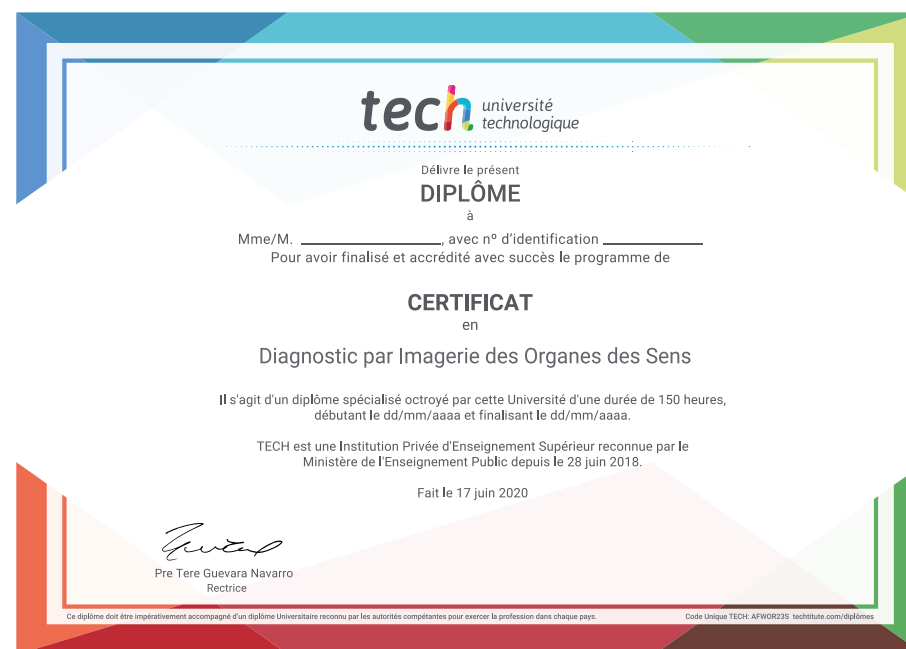 tech université
technologique
Délivre le présent
DIPLÔME
à
Mme/M. ____________________, avec nº d'identification ______________
Pour avoir finalisé et accrédité avec succès le programme de
CERTIFICAT
en
Diagnostic par Imagerie des Organes des Sens
Il s'agit d'un diplôme spécialisé octroyé par cette Université d'une durée de 150 heures,
débutant le dd/mm/aaaa et finalisant le dd/mm/aaaa.
TECH est une Institution Privée d'Enseignement Supérieur reconnue par le
Ministère de l'Enseignement Public depuis le 28 juin 2018.
Fait le 17 juin 2020
Pre Tere Guevara Navarro
Rectrice
Ce diplôme doit être impérativement accompagné d'un diplôme Universitaire reconnu par les autorités compétantes pour exercer la profession dans chaque pays.
Code Unique TECH: AFWOR23S techtitute.com/diplômes